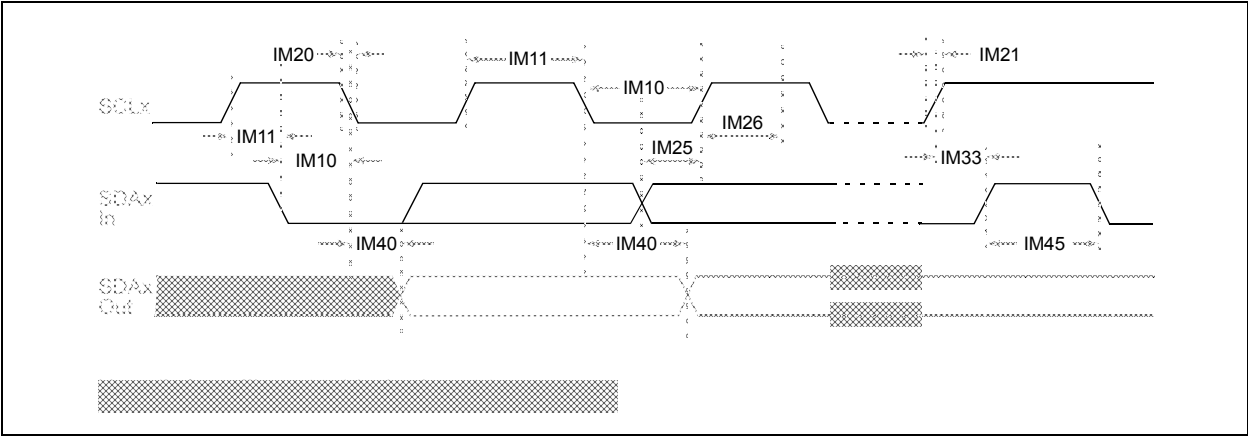 IM20
IM11
IM10
IM21
SCLx
IM11
IM26
IM10
IM25
IM33
SDAx
In
IM40
IM40
IM45
SDAx
Out